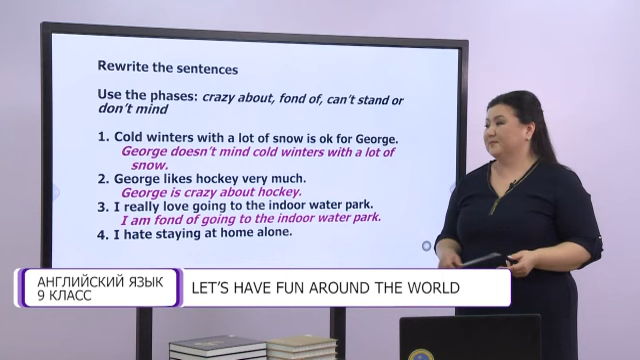 Rewrite the sentences
Use the phases: crazy about, fond of, can't stand or
don't mind
1. Cold winters with a lot of snow is ok for George.
George doesn't mind cold winters with a lot of
snow.
2. George likes hockey very much.
George is crazy about hockey.
3. I really love going to the indoor water park.
I am fond of going to the indoor water park.
4. I hate staying at home alone.
АНГЛИЙСКИЙ ЯЗЫК
9 КЛАСС
LET'S HAVE FUN AROUND THE WORLD